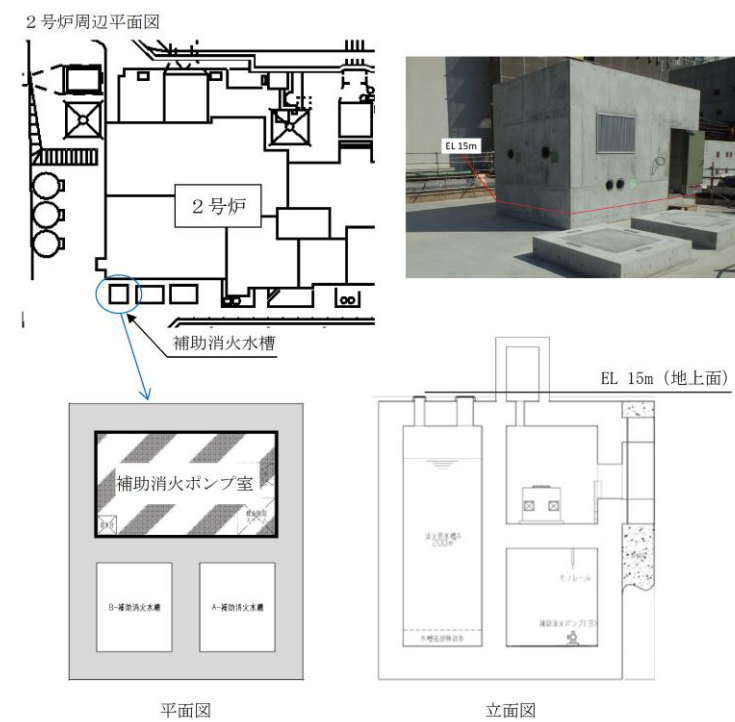 ２号炉周辺平面図
EL 15m
２号炉
補助消火水槽
EL 15m（地上面）
補助消火ポンプ室
B-補助消火水槽
A-補助消火水槽
モノレール
平面図
立面図